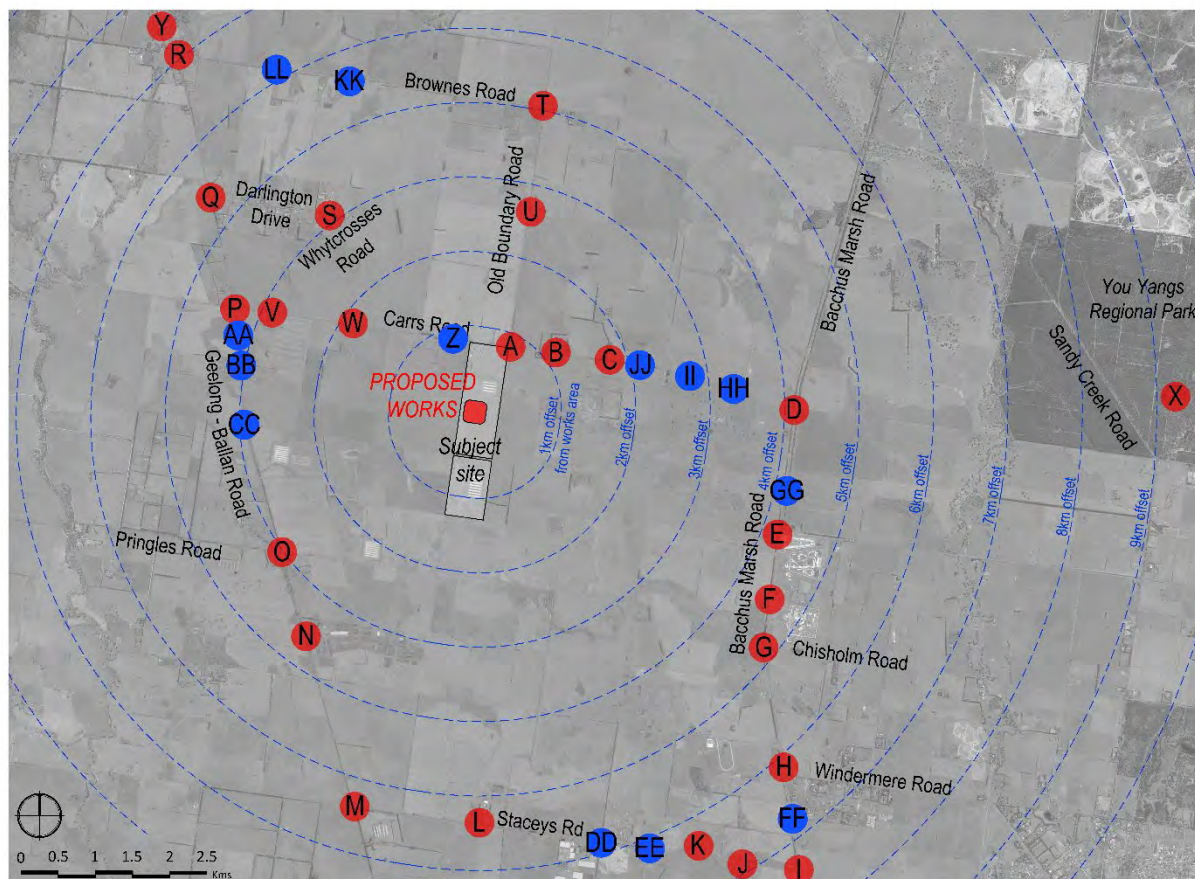 Y
R
LL
KK
Brownes Road
T
Q
Darlington
Drive
S
Whytcrosses
Road
Old Boundary Road
U
Bacchus Marsh Road
You Yangs
Regional Park
Sandy Creek Road
X
P
V
W
Carrs Road
Z
A
B
C
JJ
II
HH
D
AA
BB
CC
Geelong - Ballan Road
PROPOSED
WORKS
Subject
site
1km offset
from works area
2km offset
3km offset
4km offset
5km offset
6km offset
7km offset
8km offset
9km offset
GG
E
Bacchus Marsh Road
F
G
Chisholm Road
Pringles Road
O
N
H
Windermere Road
M
L
Staceys Rd
DD
EE
K
J
FF
I
0 0.5 1.0 1.5 2 2.5
Kms